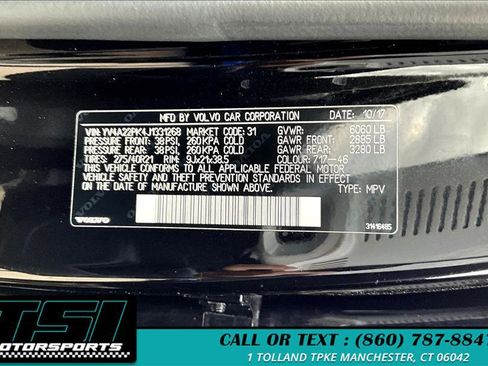 MFD BY VOLVO CAR CORPORATION 10/17
VIN: YV4A22PK4J1331268 MARKET CODE: 31 GVWR: 6060 LB
PRESSURE FRONT: 38PSI, 260KPA COLD GAWR FRONT: 2885 LB
PRESSURE REAR: 38PSI, 260KPA COLD GAWR REAR: 3280 LB
TIRES: 275/40R21 RIM: 9Jx21x38.5 COLOUR: 717-46
THIS VEHICLE CONFORMS TO ALL APPLICABLE FEDERAL MOTOR
VEHICLE SAFETY AND THEFT PREVENTION STANDARDS IN EFFECT
ON THE DATE OF MANUFACTURE SHOWN ABOVE. TYPE: MPV
VOLVO 31416485
TSI
MOTORSPORTS
CALL OR TEXT : (860) 787-8847
1 TOLLAND TPKE MANCHESTER, CT 06042